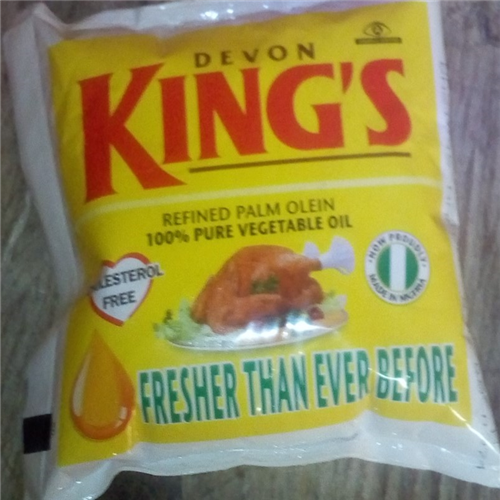 DEVON
KING'S
REFINED PALM OLEIN
100% PURE VEGETABLE OIL
NOW PROUDLY
MADE IN NIGERIA
CHOLESTEROL
FREE
FRESHER THAN EVER BEFORE